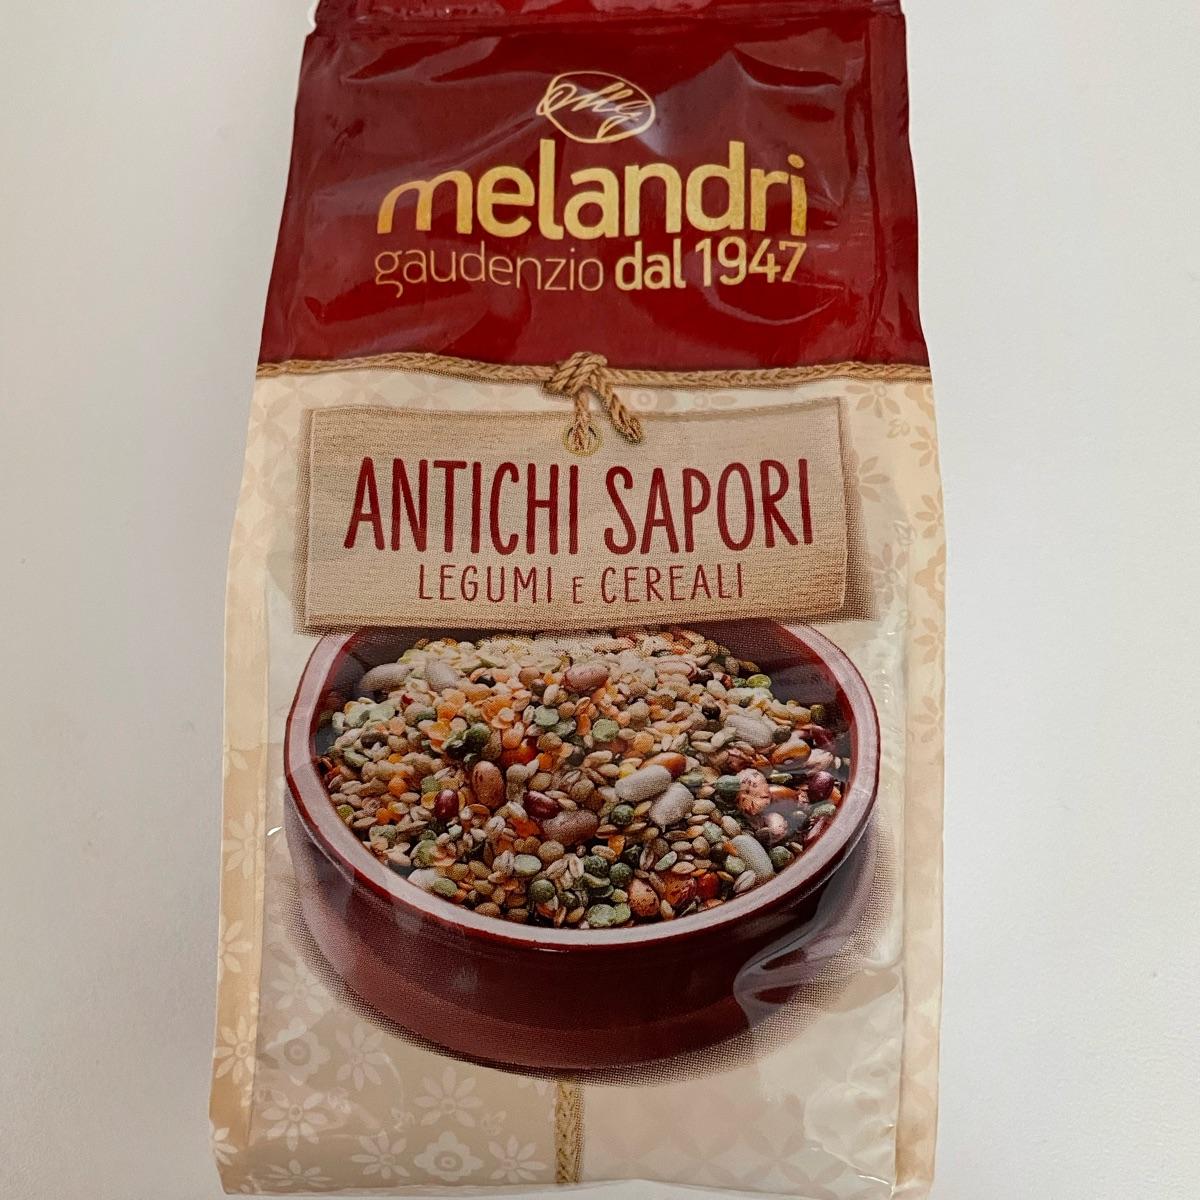 melandri
gaudenzio dal 1947
ANTICHI SAPORI
LEGUMI E CEREALI